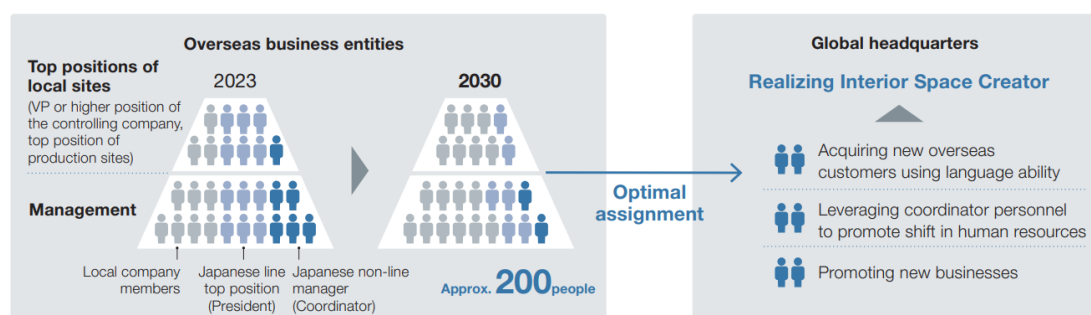 Overseas business entities
Top positions of
local sites
(VP or higher position of
the controlling company,
top position of
production sites)
2023
2030
Management
Local company
members
Japanese line
top position
(President)
Japanese non-line
manager
(Coordinator)
Approx. 200 people
Optimal
assignment
Global headquarters
Realizing Interior Space Creator
Acquiring new overseas
customers using language ability
Leveraging coordinator personnel
to promote shift in human resources
Promoting new businesses